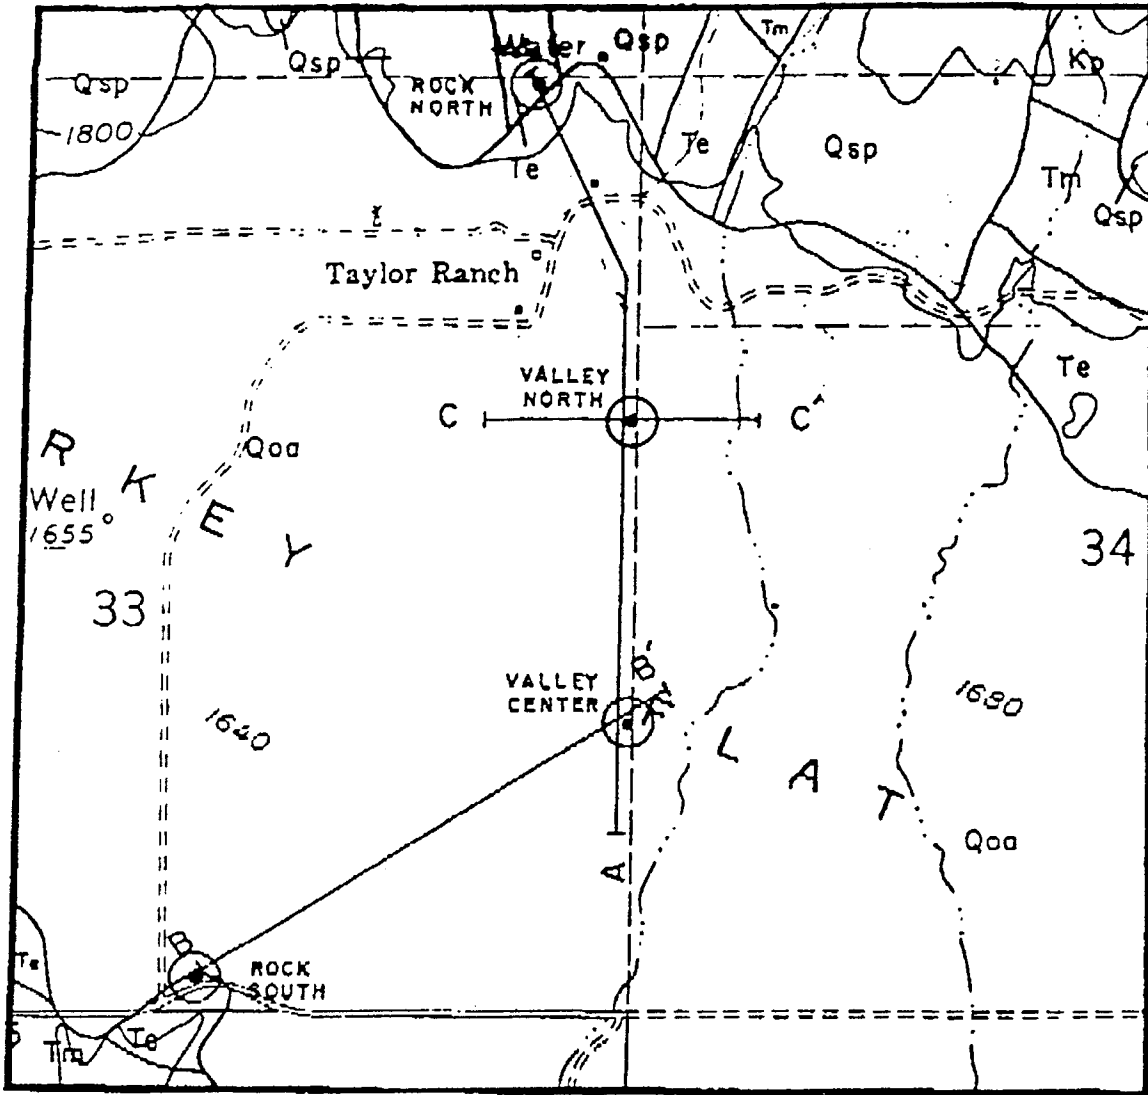 Tm
Water
Qsp
Qsp
Qsp
ROCK
NORTH
Kp
1800
Te
Te
Qsp
Tm
Qsp
Taylor Ranch
Te
VALLEY
NORTH
C
C'
R K E Y
Qoa
Well
1655
34
33
B'
VALLEY
CENTER
1640
1680
L A T
Qoa
A
B
ROCK
SOUTH
Te
Tm
Te